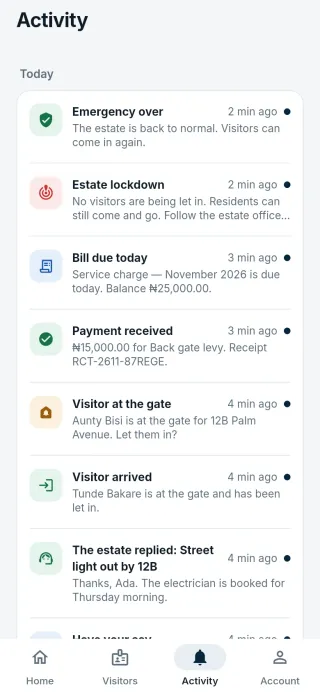 Activity
Today
Emergency over 2 min ago
The estate is back to normal. Visitors can
come in again.
Estate lockdown 2 min ago
No visitors are being let in. Residents can
still come and go. Follow the estate office…
Bill due today 3 min ago
Service charge — November 2026 is due
today. Balance ₦25,000.00.
Payment received 3 min ago
₦15,000.00 for Back gate levy. Receipt
RCT-2611-87REGE.
Visitor at the gate 4 min ago
Aunty Bisi is at the gate for 12B Palm
Avenue. Let them in?
Visitor arrived 4 min ago
Tunde Bakare is at the gate and has been
let in.
The estate replied: Street
light out by 12B 4 min ago
Thanks, Ada. The electrician is booked for
Thursday morning.
Home Visitors Activity Account